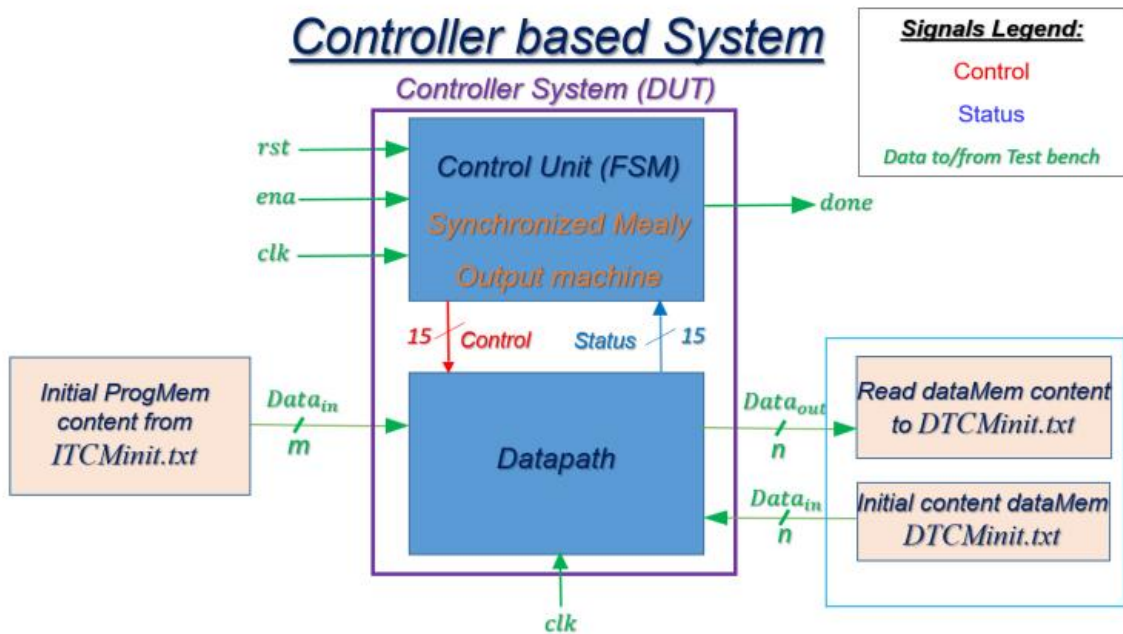 Controller based System
Signals Legend:
Control
Status
Data to/from Test bench
Controller System (DUT)
rst
ena
clk
Control Unit (FSM)
Synchronized Mealy
Output machine
done
15
Control
Status
15
Initial ProgMem
content from
ITCMinit.txt
Data_in
m
Datapath
Data_out
n
Data_in
n
Read dataMem content
to DTCMinit.txt
Initial content dataMem
DTCMinit.txt
clk